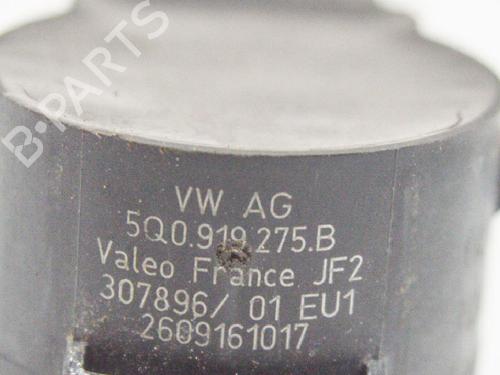 B-PARTS
VW AG
5Q0.919.275.B
Valeo France JF2
307896/ 01 EU1
2609161017